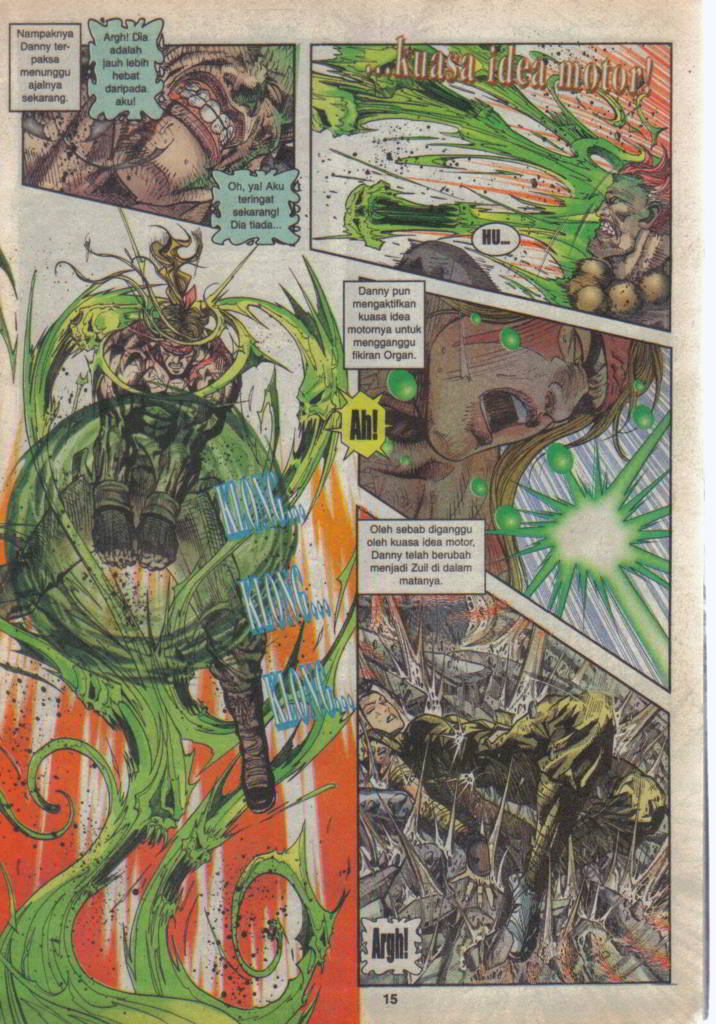 Nampaknya
Danny ter-
paksa
menunggu
ajalnya
sekarang.
Argh! Dia
adalah
jauh lebih
hebat
daripada
aku!
Oh, ya! Aku
teringat
sekarang!
Dia tiada...
...kuasa idea motor!
HU...
Danny pun
mengaktifkan
kuasa idea
motornya untuk
mengganggu
fikiran Organ.
Ah!
KLONG...
KLONG...
KLONG...
Oleh sebab diganggu
oleh kuasa idea motor,
Danny telah berubah
menjadi Zuil di dalam
matanya.
Argh!
15